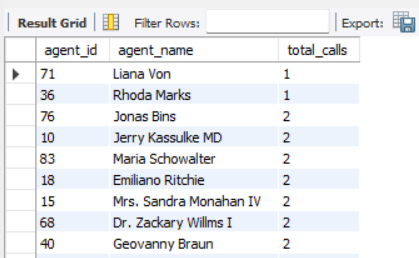 Result Grid Filter Rows: Export:
agent_id agent_name total_calls
71 Liana Von 1
36 Rhoda Marks 1
76 Jonas Bins 2
10 Jerry Kassulke MD 2
83 Maria Schowalter 2
18 Emiliano Ritchie 2
15 Mrs. Sandra Monahan IV 2
68 Dr. Zackary Willms I 2
40 Geovanny Braun 2